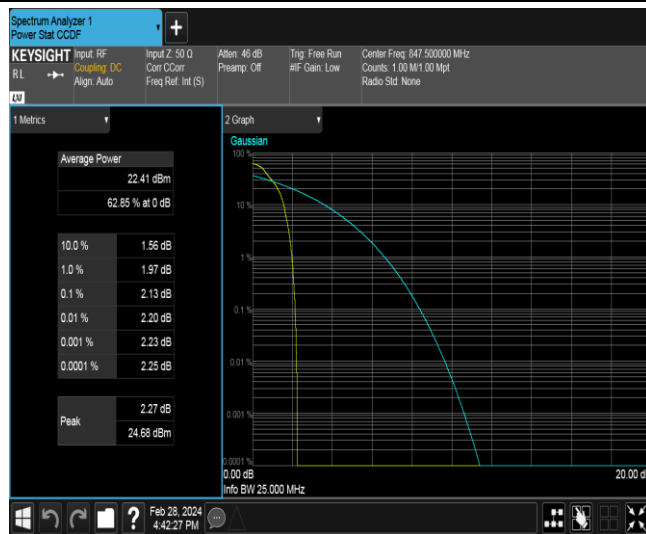 Spectrum Analyzer 1
Power Stat CCDF
KEYSIGHT
RL
Input: RF
Coupling: DC
Align: Auto
Input Z: 50 Ω
Corr CCorr
Freq Ref: Int (S)
Atten: 46 dB
Preamp: Off
Trig: Free Run
#IF Gain: Low
Center Freq: 847.500000 MHz
Counts: 1.00 M/1.00 Mpt
Radio Std: None
1 Metrics
Average Power
22.41 dBm
62.85 % at 0 dB
10.0 % 1.56 dB
1.0 % 1.97 dB
0.1 % 2.13 dB
0.01 % 2.20 dB
0.001 % 2.23 dB
0.0001 % 2.25 dB
Peak
2.27 dB
24.68 dBm
2 Graph
Gaussian
100 %
10 %
1 %
0.1 %
0.01 %
0.001 %
0.0001 %
0.00 dB
20.00 d
Info BW 25.000 MHz
?
Feb 28, 2024
4:42:27 PM